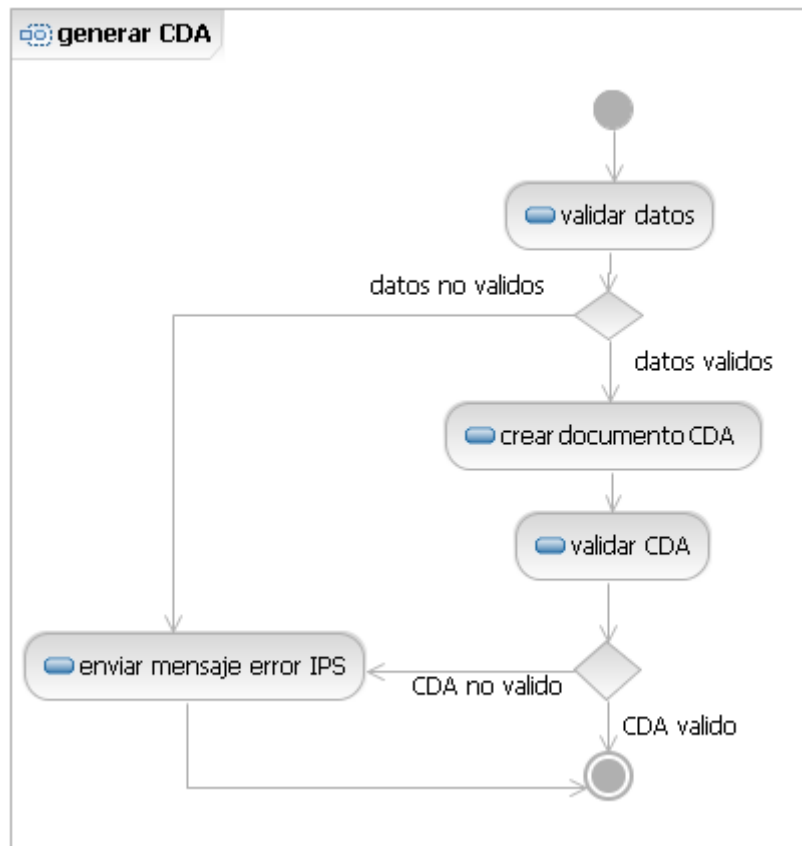 generar CDA
validar datos
datos no validos
datos validos
crear documento CDA
validar CDA
enviar mensaje error IPS
CDA no valido
CDA valido